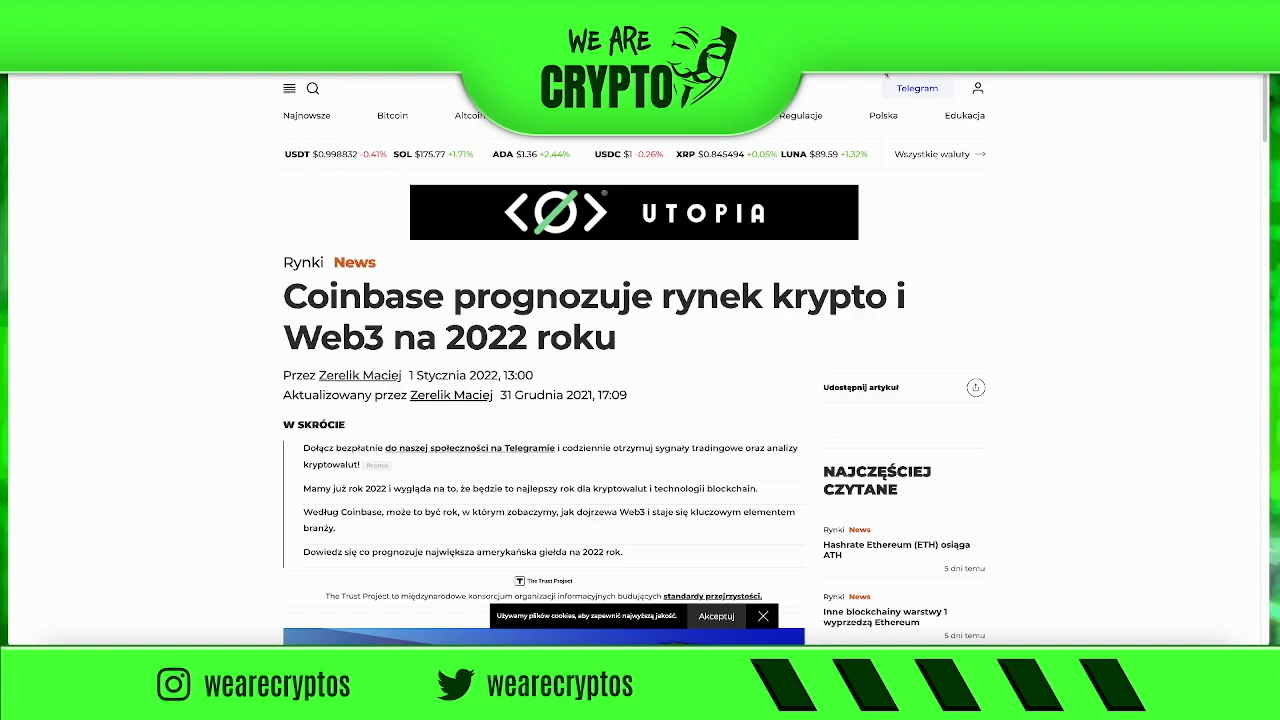 WE ARE
CRYPTO
Telegram
Najnowsze Bitcoin Altcoin Regulacje Polska Edukacja
USDT $0.998832 -0.41% SOL $175.77 +1.71% ADA $1.36 +2.44% USDC $1 -0.26% XRP $0.845494 +0.05% LUNA $89.59 +1.32% Wszystkie waluty →
UTOPIA
Rynki News
Coinbase prognozuje rynek krypto i
Web3 na 2022 roku
Przez Zerelik Maciej 1 Stycznia 2022, 13:00
Aktualizowany przez Zerelik Maciej 31 Grudnia 2021, 17:09
Udostępnij artykuł
W SKRÓCIE
Dołącz bezpłatnie do naszej społeczności na Telegramie i codziennie otrzymuj sygnały tradingowe oraz analizy
kryptowalut! Promo
Mamy już rok 2022 i wygląda na to, że będzie to najlepszy rok dla kryptowalut i technologii blockchain.
Według Coinbase, może to być rok, w którym zobaczymy, jak dojrzewa Web3 i staje się kluczowym elementem
branży.
Dowiedz się co prognozuje największa amerykańska giełda na 2022 rok.
T The Trust Project
The Trust Project to międzynarodowe konsorcjum organizacji informacyjnych budujących standardy przejrzystości.
NAJCZĘŚCIEJ
CZYTANE
Rynki News
Hashrate Ethereum (ETH) osiąga
ATH
5 dni temu
Rynki News
Inne blockchainy warstwy 1
wyprzedzą Ethereum
5 dni temu
Używamy plików cookies, aby zapewnić najwyższą jakość. Akceptuj
wearecryptos wearecryptos